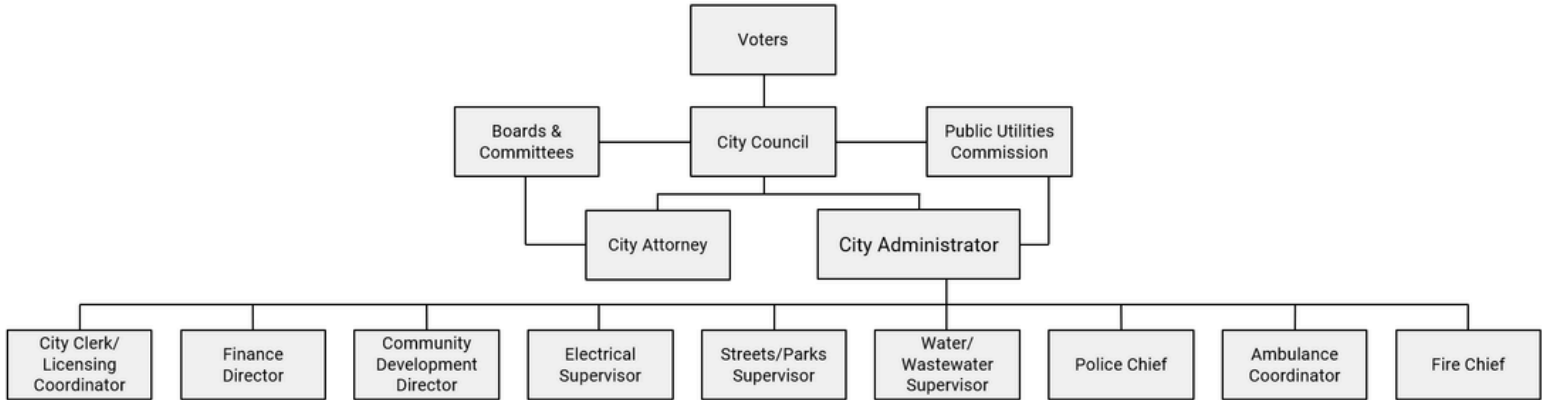 Voters
Boards &
Committees
City Council
Public Utilities
Commission
City Attorney
City Administrator
City Clerk/
Licensing
Coordinator
Finance
Director
Community
Development
Director
Electrical
Supervisor
Streets/Parks
Supervisor
Water/
Wastewater
Supervisor
Police Chief
Ambulance
Coordinator
Fire Chief